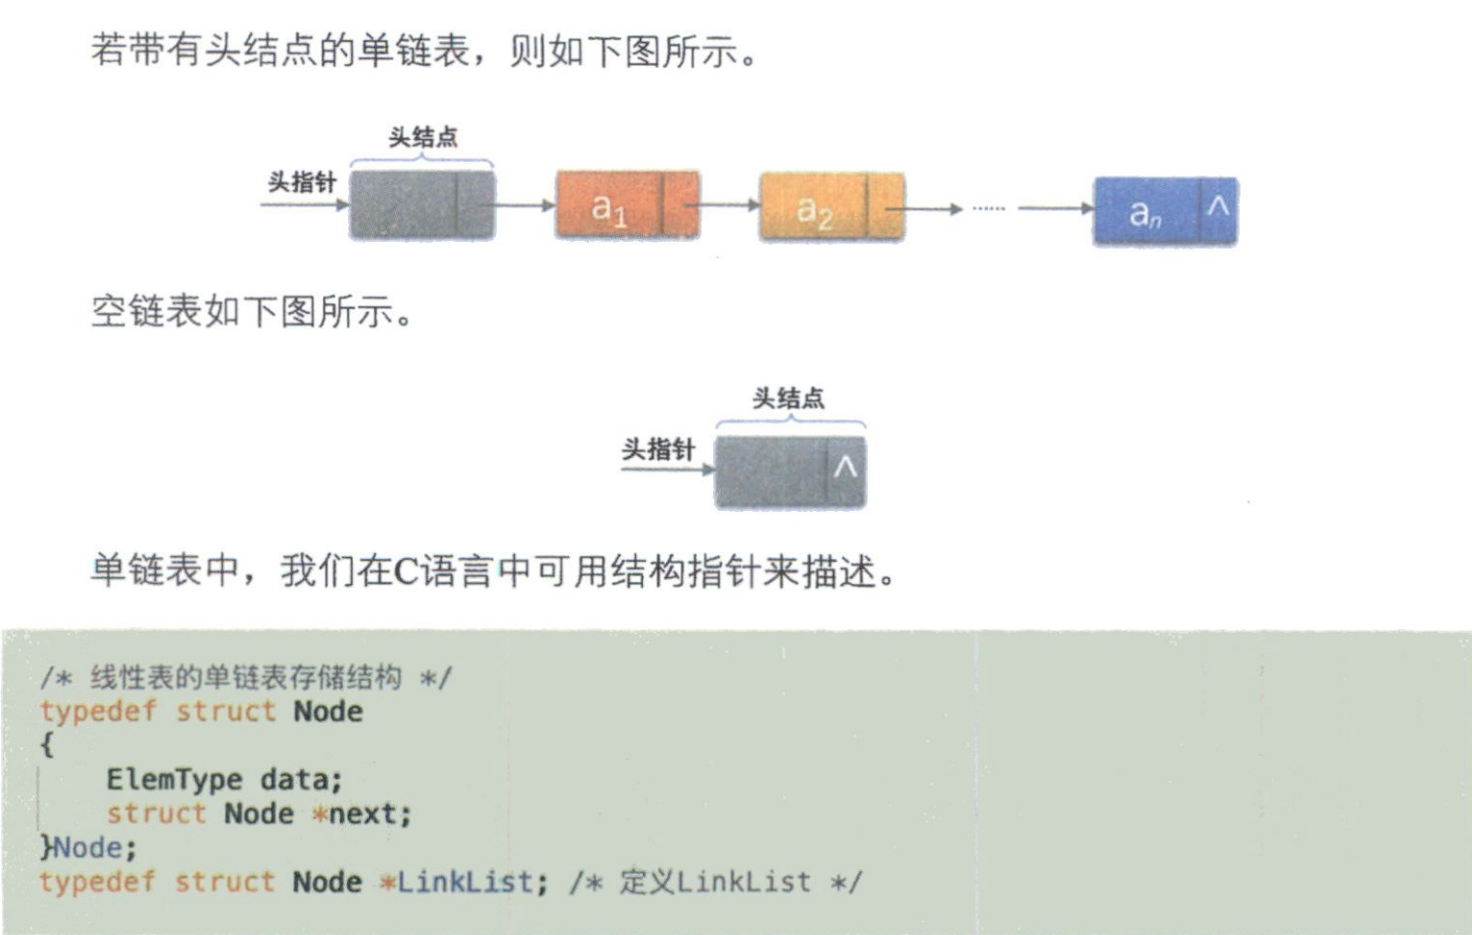 若带有头结点的单链表，则如下图所示。
头结点
头指针
a₁
a₂
······
aₙ
^
空链表如下图所示。
头结点
头指针
^
单链表中，我们在C语言中可用结构指针来描述。
/* 线性表的单链表存储结构 */
typedef struct Node
{
    ElemType data;
    struct Node *next;
}Node;
typedef struct Node *LinkList; /* 定义LinkList */